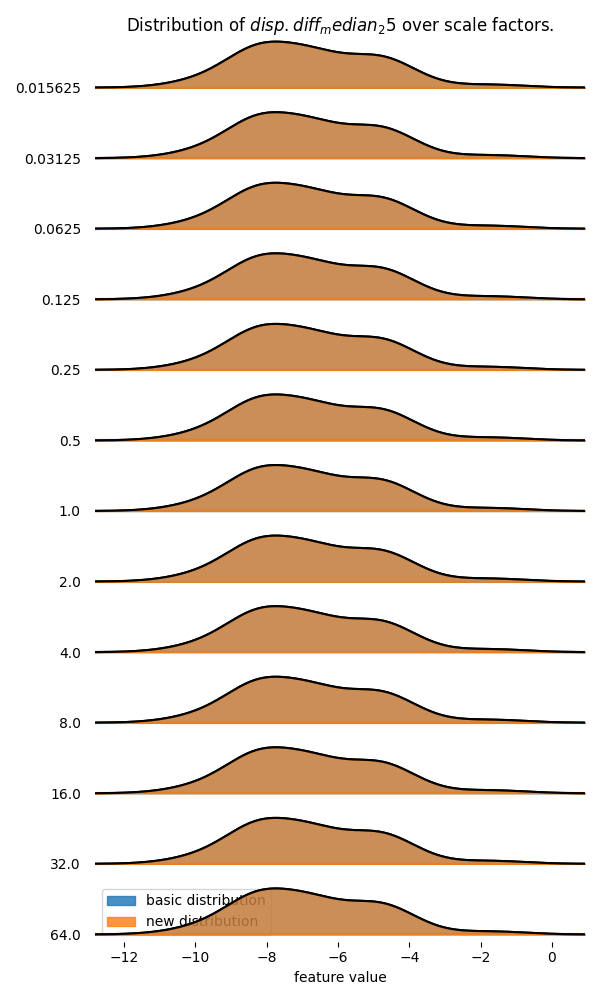 Distribution of disp.diff_median_25 over scale factors.
0.015625
0.03125
0.0625
0.125
0.25
0.5
1.0
2.0
4.0
8.0
16.0
32.0
64.0
basic distribution
new distribution
−12 −10 −8 −6 −4 −2 0
feature value